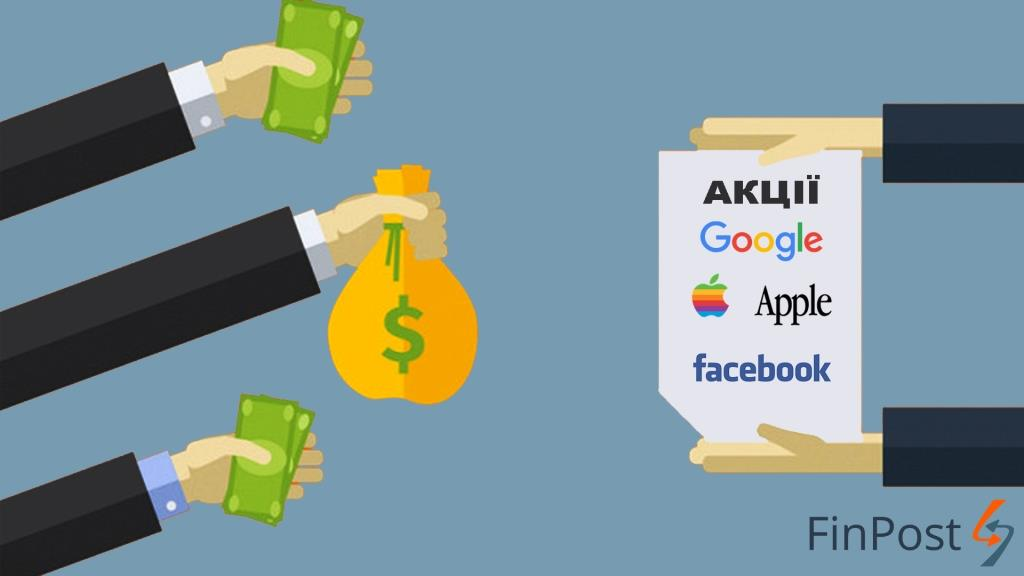 АКЦІЇ
Google
Apple
facebook
$
FinPost